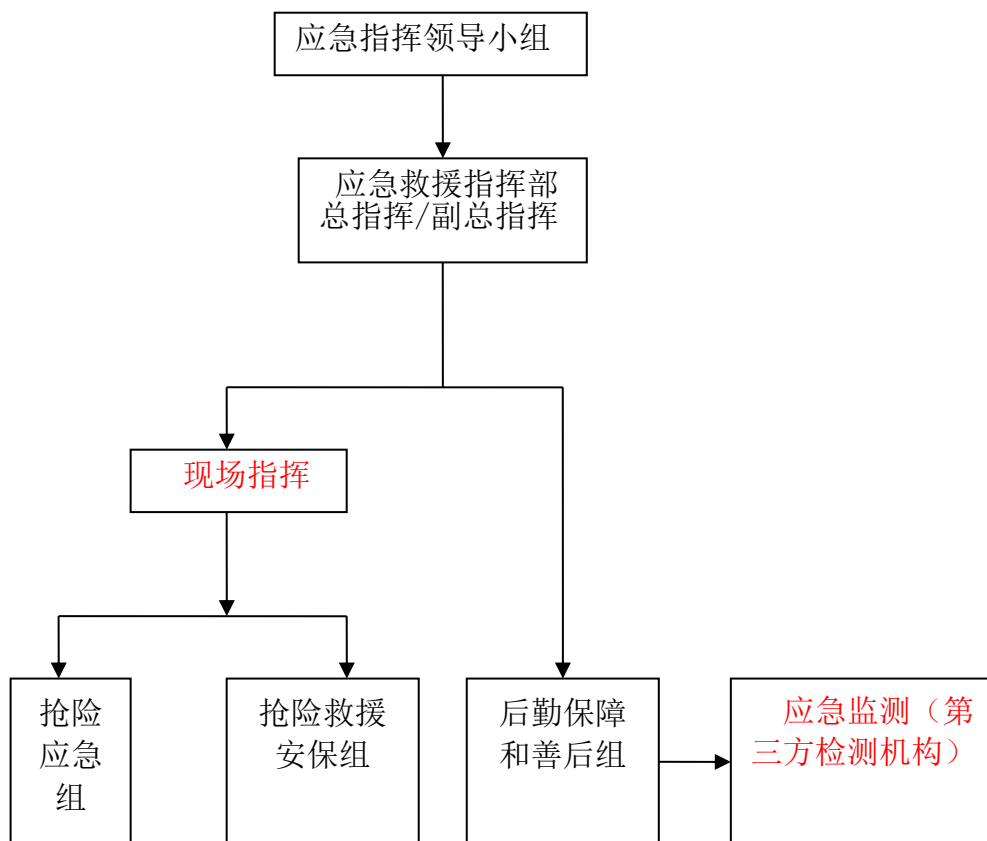 应急指挥领导小组
应急救援指挥部
总指挥/副总指挥
现场指挥
抢险
应急
组
抢险救援
安保组
后勤保障
和善后组
应急监测（第
三方检测机构）